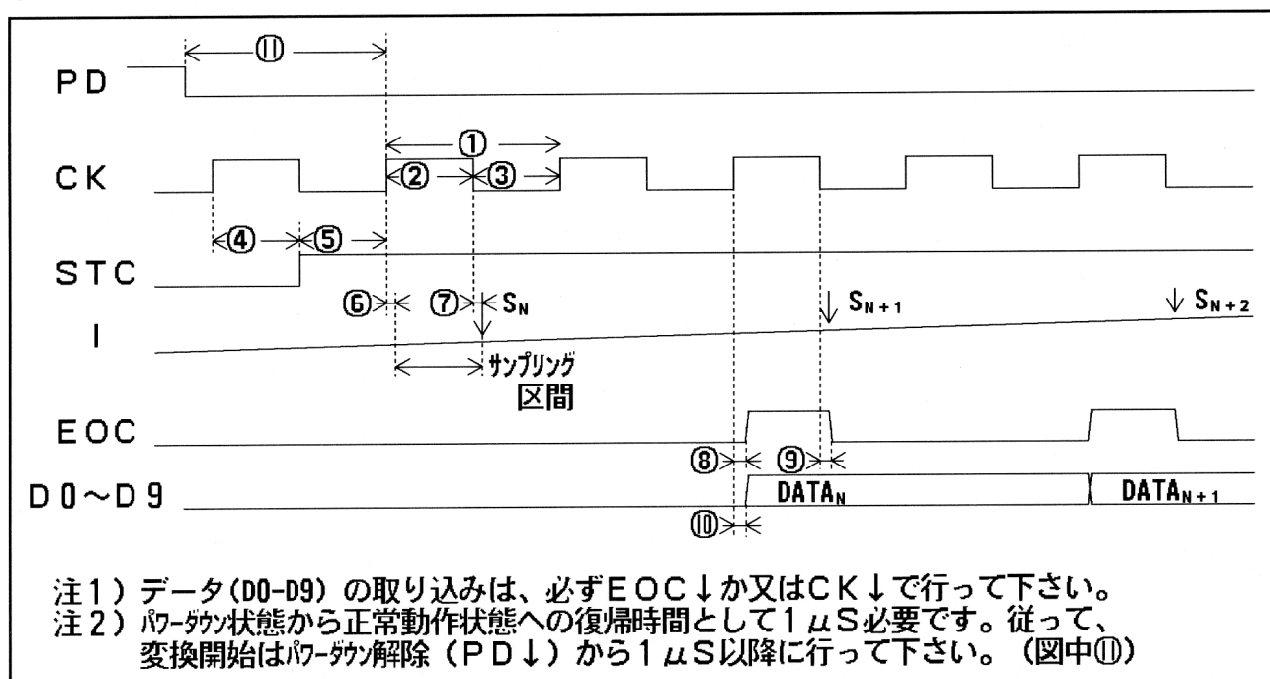 ⑪
PD
①
CK ② ③
④ ⑤
STC
⑥ ⑦ SN SN+1 SN+2
I
サンプリング
区間
EOC
⑧ ⑨
D0～D9 DATAN DATAN+1
⑩
注1）データ(D0-D9) の取り込みは、必ずEOC↓か又はCK↓で行って下さい。
注2）パワーダウン状態から正常動作状態への復帰時間として1μS必要です。従って、
変換開始はパワーダウン解除（PD↓）から1μS以降に行って下さい。（図中⑪）